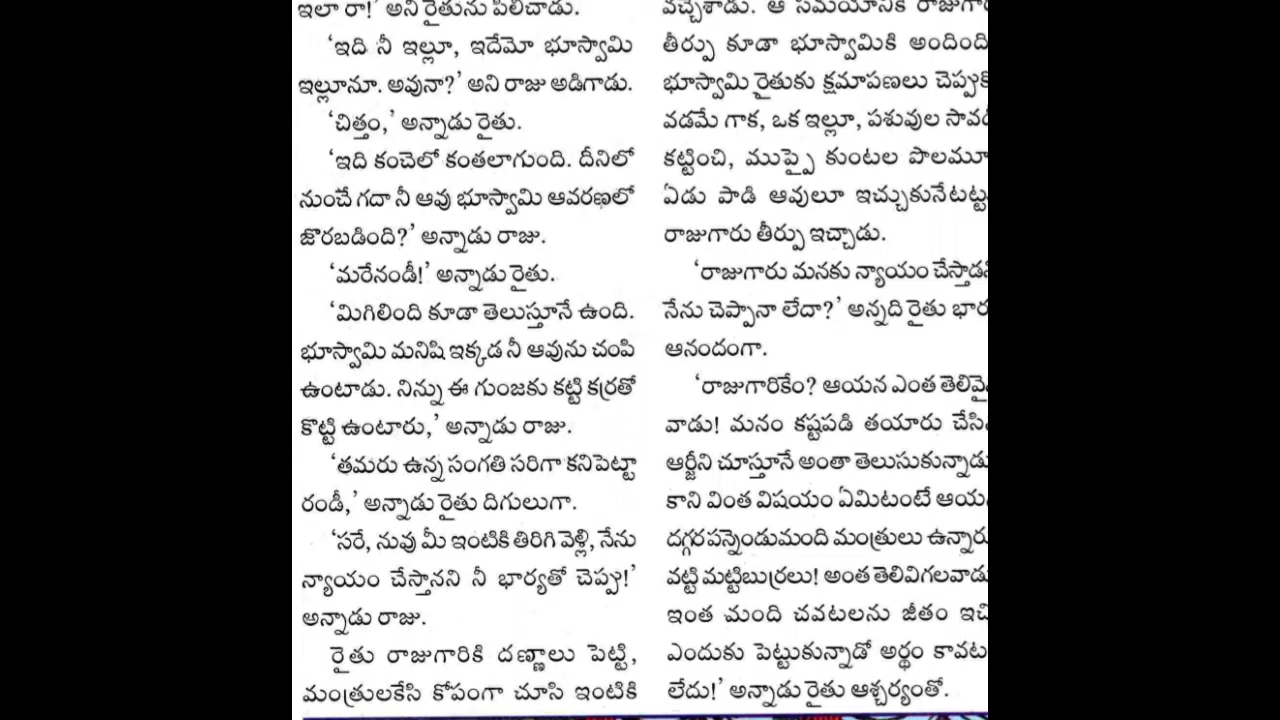 ఇలా రా!' అని రైతును పిలిచాడు.
'ఇది నీ ఇల్లూ, ఇదేమో భూస్వామి
ఇల్లూనూ. అవునా?' అని రాజు అడిగాడు.
'చిత్తం,' అన్నాడు రైతు.
'ఇది కంచెలో కంతలాగుంది. దీనిలో
నుంచే గదా నీ ఆవు భూస్వామి ఆవరణలో
జొరబడింది?' అన్నాడు రాజు.
'మరేనండీ!' అన్నాడు రైతు.
'మిగిలింది కూడా తెలుస్తూనే ఉంది.
భూస్వామి మనిషి ఇక్కడ నీ ఆవును చంపి
ఉంటాడు. నిన్ను ఈ గుంజకు కట్టి కర్రతో
కొట్టి ఉంటారు,' అన్నాడు రాజు.
'తమరు ఉన్న సంగతి సరిగా కనిపెట్టా
రండీ,' అన్నాడు రైతు దిగులుగా.
'సరే, నువు మీ ఇంటికి తిరిగి వెళ్లి, నేను
న్యాయం చేస్తానని నీ భార్యతో చెప్పు!'
అన్నాడు రాజు.
రైతు రాజుగారికి దణ్ణాలు పెట్టి,
మంత్రులకేసి కోపంగా చూసి ఇంటికి
వచ్చేశాడు. ఆ సమయానికి
తీర్పు కూడా భూస్వామికి అందింది
భూస్వామి రైతుకు క్షమాపణలు
వడమే గాక, ఒక ఇల్లూ, పశువుల
కట్టించి, ముప్పై కుంటల పొలమూ
ఏడు పాడి ఆవులూ ఇచ్చుకునేటట్టు
రాజుగారు తీర్పు ఇచ్చాడు.
'రాజుగారు మనకు న్యాయం
నేను చెప్పానా లేదా?' అన్నది రైతు
ఆనందంగా.
'రాజుగారికేం? ఆయన ఎంత
వాడు! మనం కష్టపడి తయారు
ఆర్జీని చూస్తూనే అంతా తెలుసుకున్నాడు
కాని వింత విషయం ఏమిటంటే
దగ్గర పన్నెండుమంది మంత్రులు
వట్టి మట్టిబుర్రలు! అంత తెలివిగలవాడు
ఇంత మంది చవటలను జీతం
ఎందుకు పెట్టుకున్నాడో అర్థం
లేదు!' అన్నాడు రైతు ఆశ్చర్యంతో.